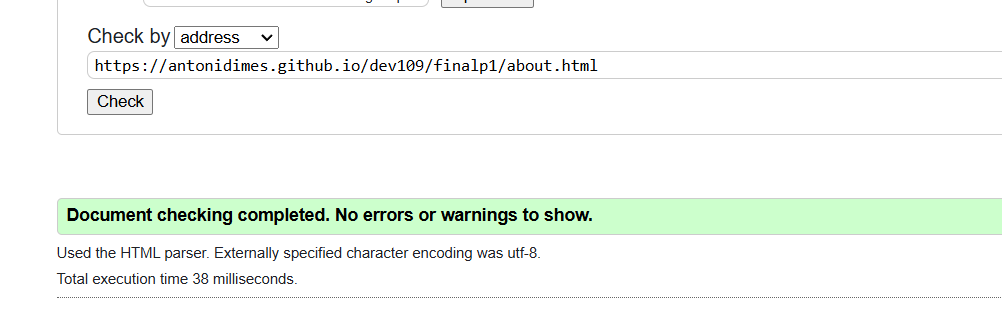 Check by address
https://antonidimes.github.io/dev109/finalp1/about.html
Check
Document checking completed. No errors or warnings to show.
Used the HTML parser. Externally specified character encoding was utf-8.
Total execution time 38 milliseconds.